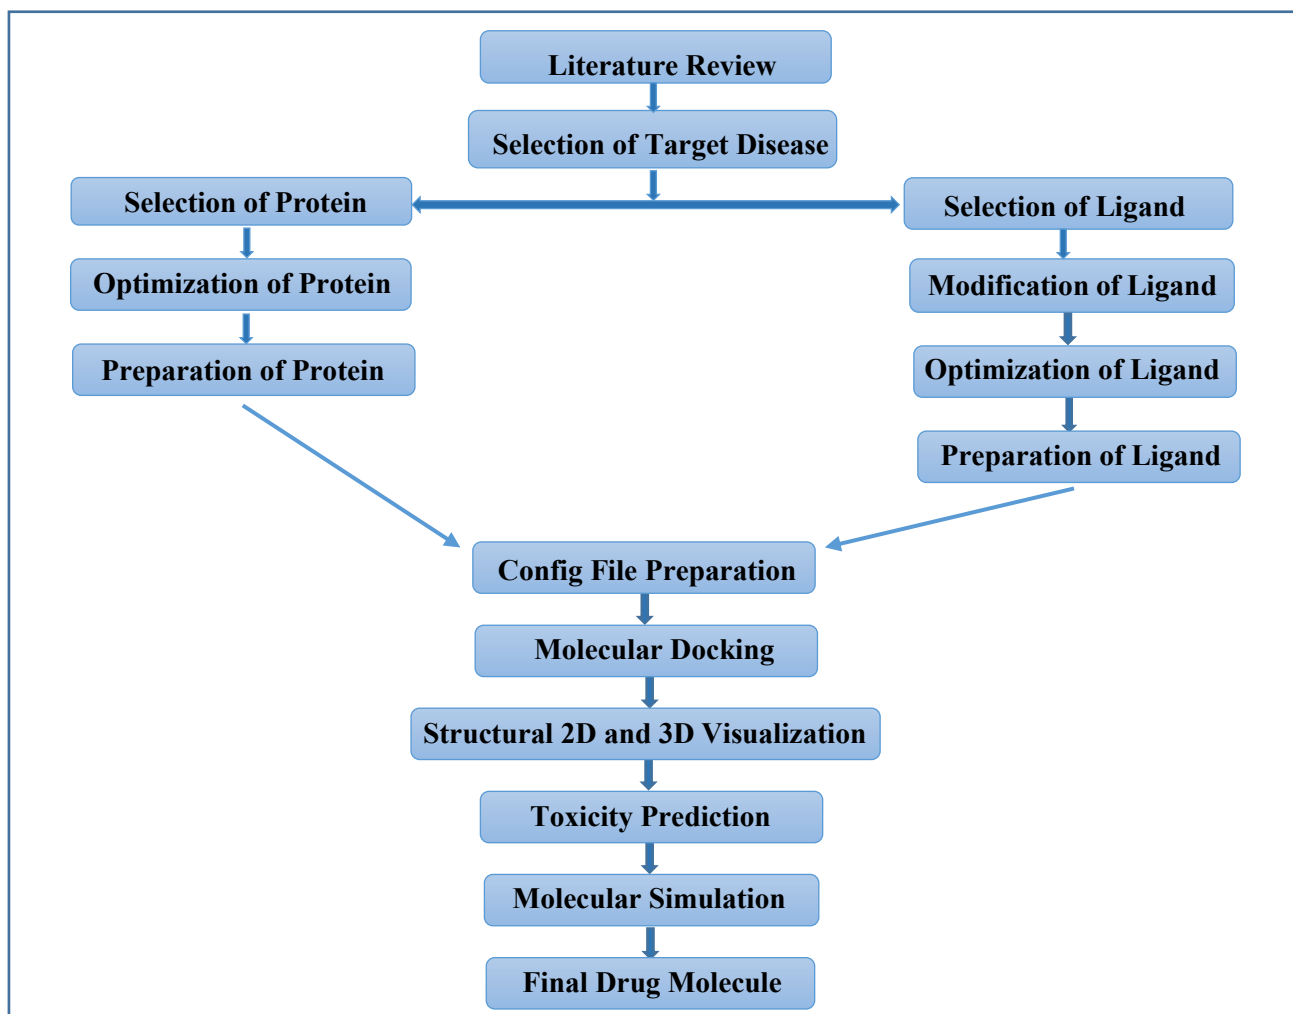 Literature Review
Selection of Target Disease
Selection of Protein
Optimization of Protein
Preparation of Protein
Selection of Ligand
Modification of Ligand
Optimization of Ligand
Preparation of Ligand
Config File Preparation
Molecular Docking
Structural 2D and 3D Visualization
Toxicity Prediction
Molecular Simulation
Final Drug Molecule